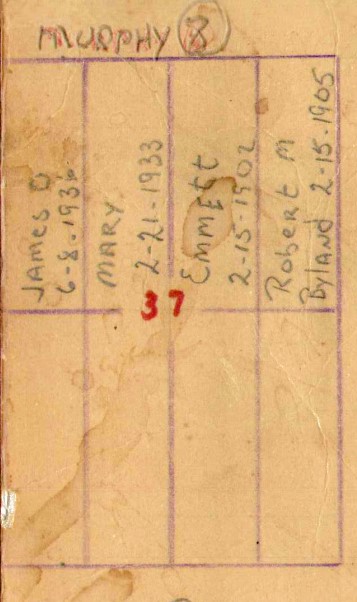 MURPHY 8
JAMES O
6-8-1936
MARY
2-21-1933
EMMEtt
2-15-1902
Robert M
Byland 2-15-1905
37